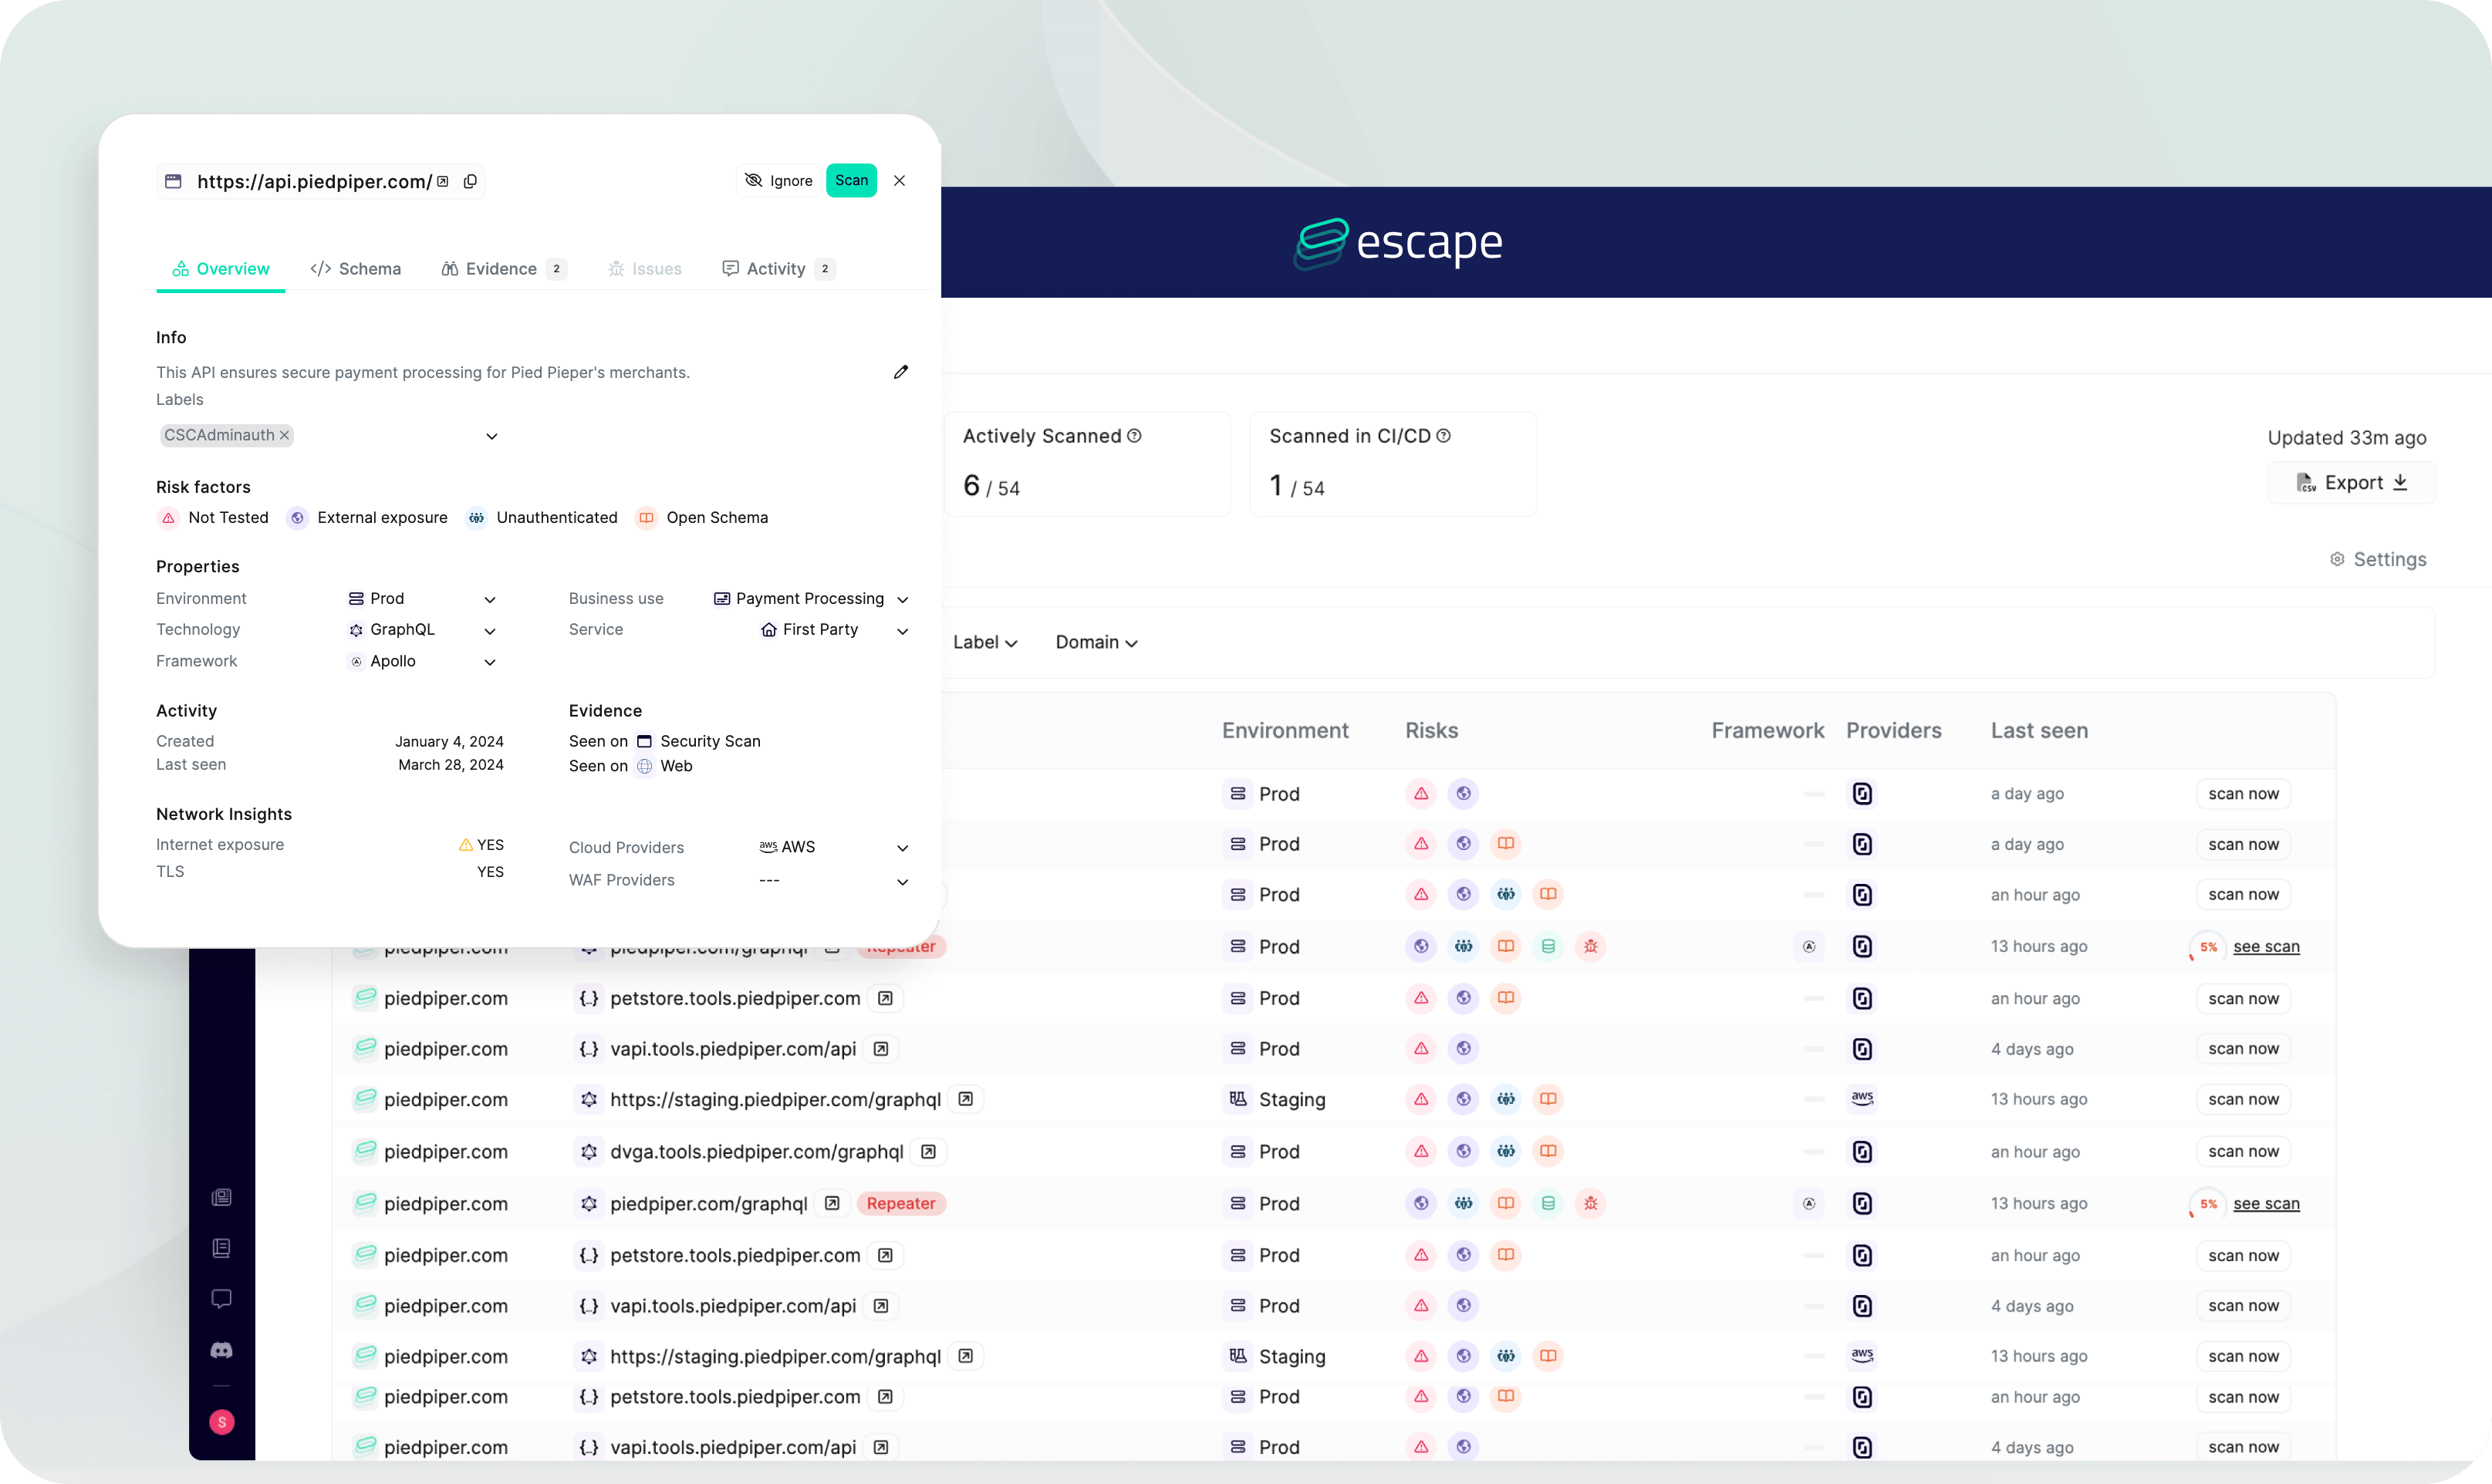 https://api.piedpiper.com/
Ignore
Scan
Overview
Schema
Evidence 2
Issues
Activity 2
Info
This API ensures secure payment processing for Pied Pieper's merchants.
Labels
CSCAdminauth
Risk factors
Not Tested External exposure Unauthenticated Open Schema
Properties
Environment Prod Business use Payment Processing
Technology GraphQL Service First Party
Framework Apollo
Activity Evidence
Created January 4, 2024 Seen on Security Scan
Last seen March 28, 2024 Seen on Web
Network Insights
Internet exposure YES Cloud Providers aws AWS
TLS YES WAF Providers ---
escape
Actively Scanned
6 / 54
Scanned in CI/CD
1 / 54
Updated 33m ago
CSV Export
Settings
Label Domain
Environment Risks Framework Providers Last seen
Prod a day ago scan now
Prod a day ago scan now
Prod an hour ago scan now
piedpiper.com piedpiper.com/graphql Repeater Prod 13 hours ago 5% see scan
piedpiper.com {..} petstore.tools.piedpiper.com Prod an hour ago scan now
piedpiper.com {..} vapi.tools.piedpiper.com/api Prod 4 days ago scan now
piedpiper.com https://staging.piedpiper.com/graphql Staging aws 13 hours ago scan now
piedpiper.com dvga.tools.piedpiper.com/graphql Prod an hour ago scan now
piedpiper.com piedpiper.com/graphql Repeater Prod 13 hours ago 5% see scan
piedpiper.com {..} petstore.tools.piedpiper.com Prod an hour ago scan now
piedpiper.com {..} vapi.tools.piedpiper.com/api Prod 4 days ago scan now
piedpiper.com https://staging.piedpiper.com/graphql Staging aws 13 hours ago scan now
piedpiper.com {..} petstore.tools.piedpiper.com Prod an hour ago scan now
piedpiper.com {..} vapi.tools.piedpiper.com/api Prod 4 days ago scan now
S